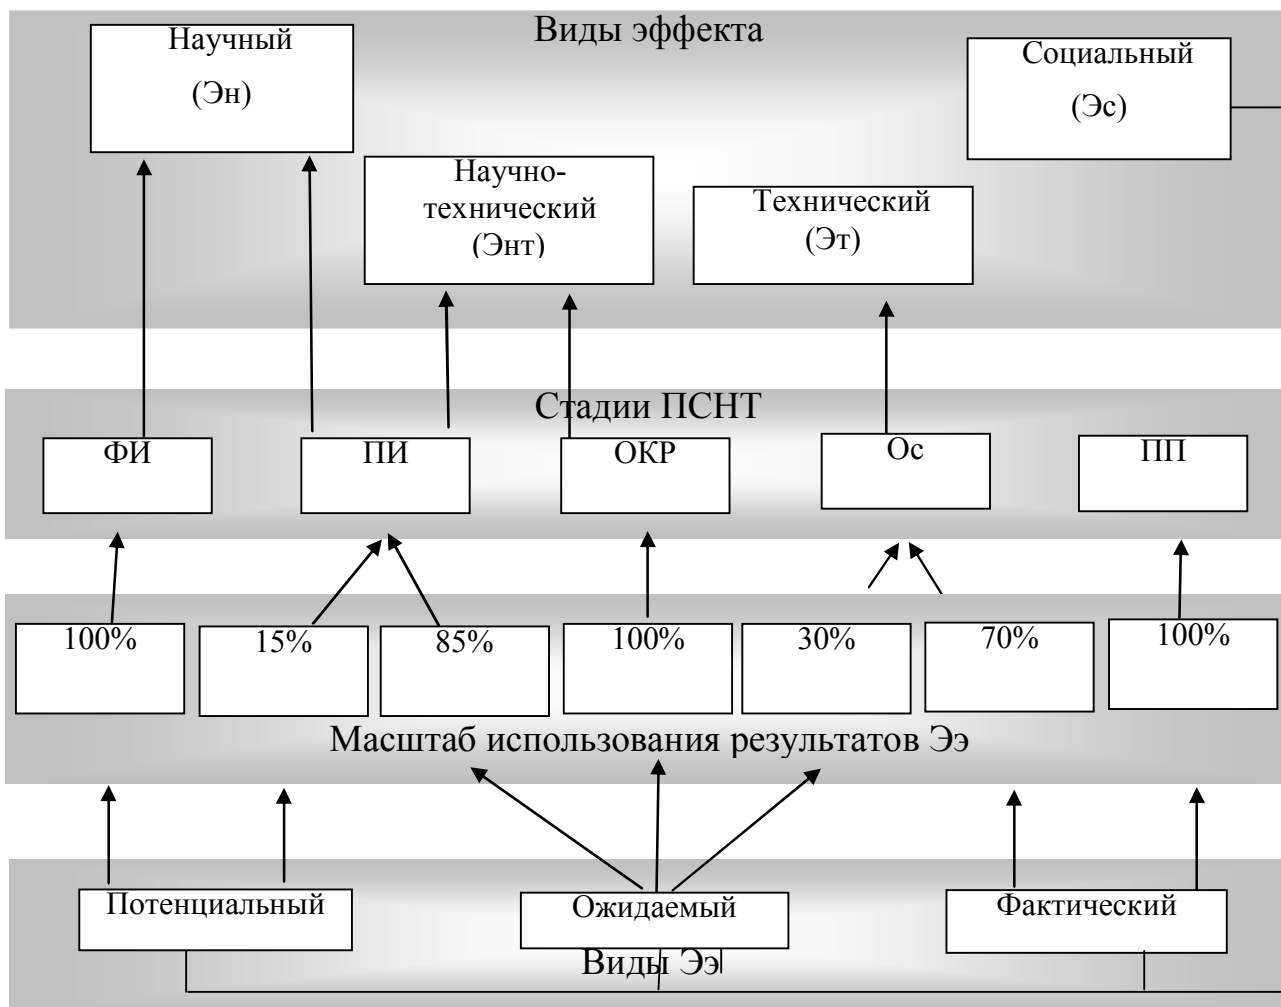 Виды эффекта
Научный
(Эн)
Социальный
(Эс)
Научно-
технический
(Энт)
Технический
(Эт)
Стадии ПСНТ
ФИ
ПИ
ОКР
Ос
ПП
100%
15%
85%
100%
30%
70%
100%
Масштаб использования результатов Ээ
Потенциальный
Ожидаемый
Фактический
Виды Ээ